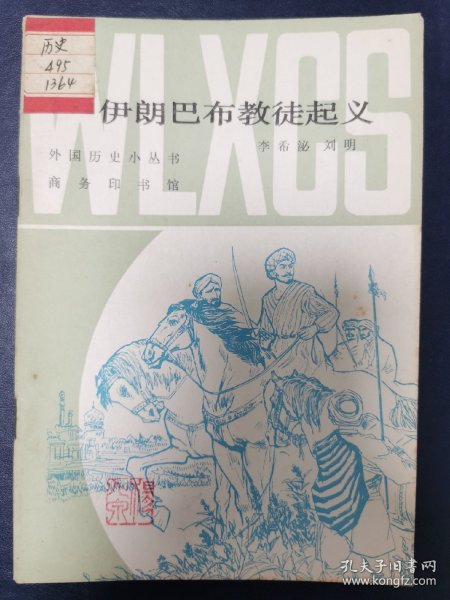 历史
495
1364
WLXCS
伊朗巴布教徒起义
李希泌 刘明
外国历史小丛书
商务印书馆
孔夫子旧书网
www.kongfz.com